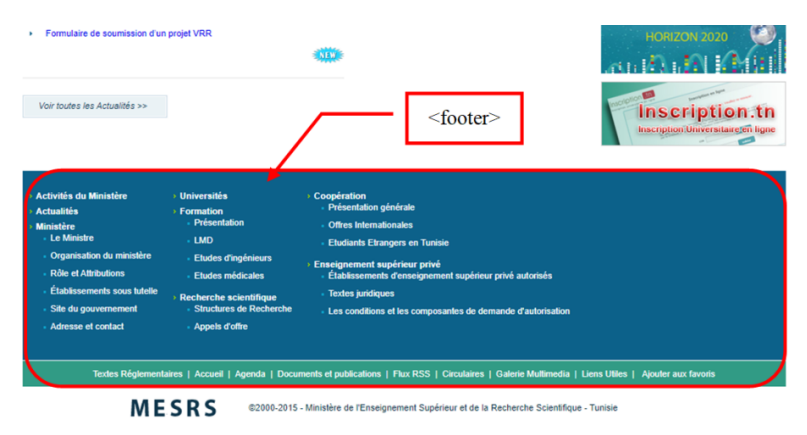 Formulaire de soumission d'un projet VRR
NEW
HORIZON 2020
Voir toutes les Actualités >>
<footer>
Inscription.tn
Inscription Universitaire en ligne
Activités du Ministère
Actualités
Ministère
Le Ministre
Organisation du ministère
Rôle et Attributions
Établissements sous tutelle
Site du gouvernement
Adresse et contact
Universités
Formation
Présentation
LMD
Etudes d'ingénieurs
Etudes médicales
Recherche scientifique
Structures de Recherche
Appels d'offre
Coopération
Présentation générale
Offres Internationales
Etudiants Etrangers en Tunisie
Enseignement supérieur privé
Établissements d'enseignement supérieur privé autorisés
Textes juridiques
Les conditions et les composantes de demande d'autorisation
Textes Réglementaires | Accueil | Agenda | Documents et publications | Flux RSS | Circulaires | Galerie Multimedia | Liens Utiles | Ajouter aux favoris
MESRS
©2000-2015 - Ministère de l'Enseignement Supérieur et de la Recherche Scientifique - Tunisie